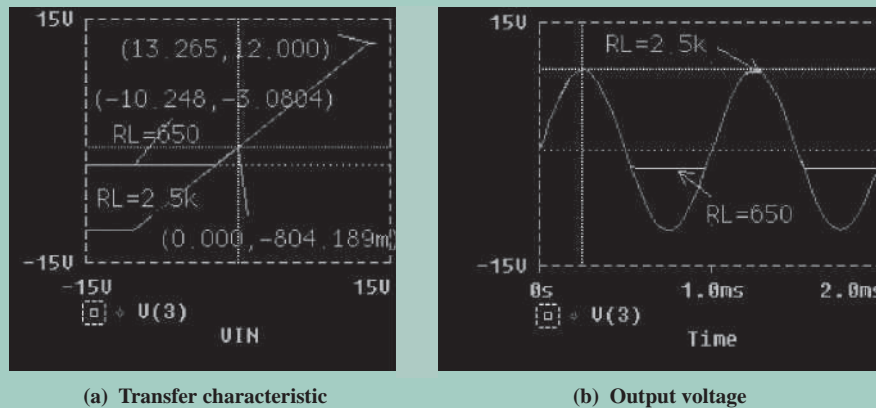 15V
(13.265,12.000)
(-10.248,-3.0804)
RL=650
RL=2.5k
(0.000,-804.189m)
-15V
-15V
15V
V(3)
VIN
(a) Transfer characteristic
15V
RL=2.5k
RL=650
-15V
0s
1.0ms
2.0ms
V(3)
Time
(b) Output voltage